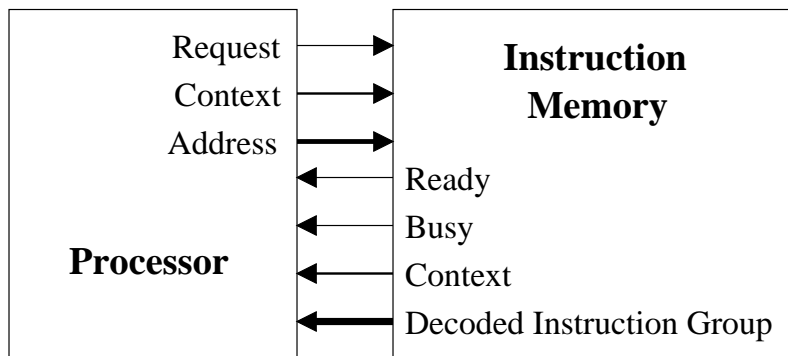 Request
Context
Address
Processor
Instruction
Memory
Ready
Busy
Context
Decoded Instruction Group